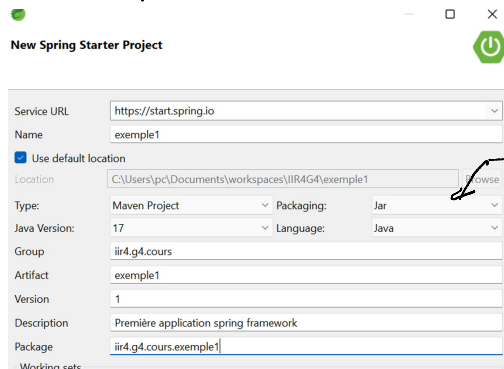 New Spring Starter Project
Service URL https://start.spring.io
Name exemple1
Use default location
Location C:\Users\pc\Documents\workspaces\IIR4G4\exemple1 Browse
Type: Maven Project Packaging: Jar
Java Version: 17 Language: Java
Group iir4.g4.cours
Artifact exemple1
Version 1
Description Première application spring framework
Package iir4.g4.cours.exemple1
Working sets